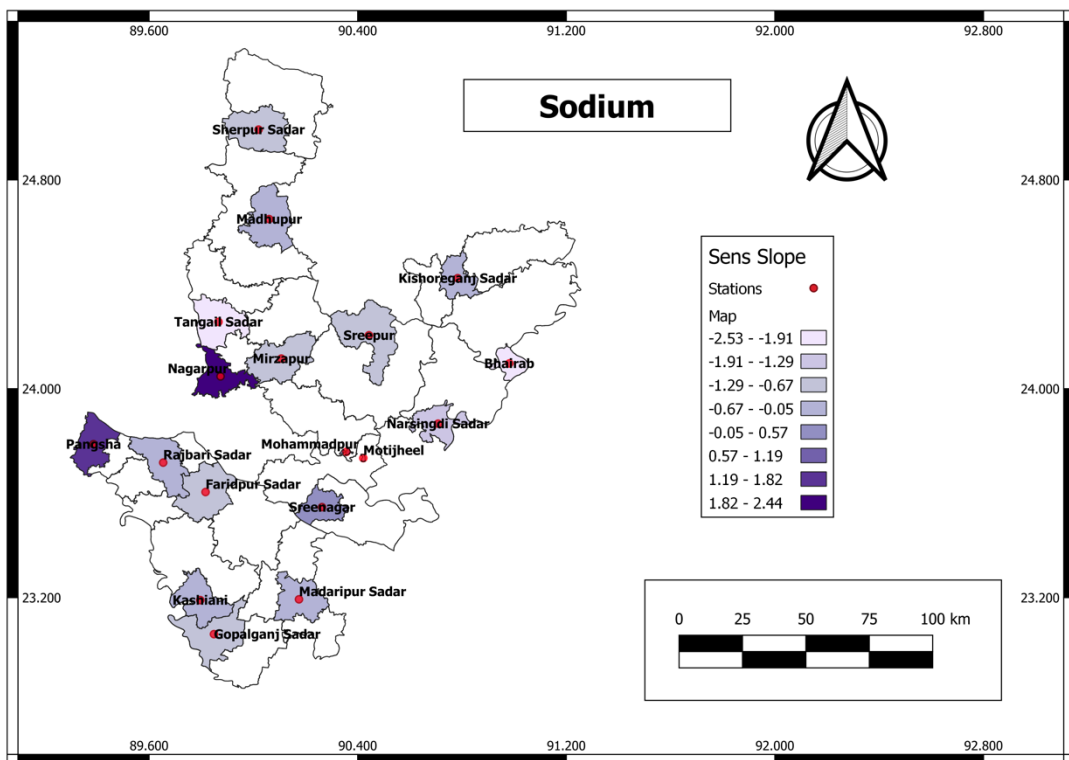 89.600 90.400 91.200 92.000 92.800
Sodium
Sherpur Sadar
24.800 24.800
Madhupur
Kishoreganj Sadar
Sens Slope
Stations
Map
-2.53 - -1.91
-1.91 - -1.29
-1.29 - -0.67
-0.67 - -0.05
-0.05 - 0.57
0.57 - 1.19
1.19 - 1.82
1.82 - 2.44
Tangail Sadar
Sreepur
Mirzapur
Bhairab
Nagarpur
24.000 24.000
Narsingdi Sadar
Pangsha
Mohammadpur
Motijheel
Rajbari Sadar
Faridpur Sadar
Sreenagar
Kashiani
Madaripur Sadar
23.200 23.200
Gopalganj Sadar
0 25 50 75 100 km
89.600 90.400 91.200 92.000 92.800